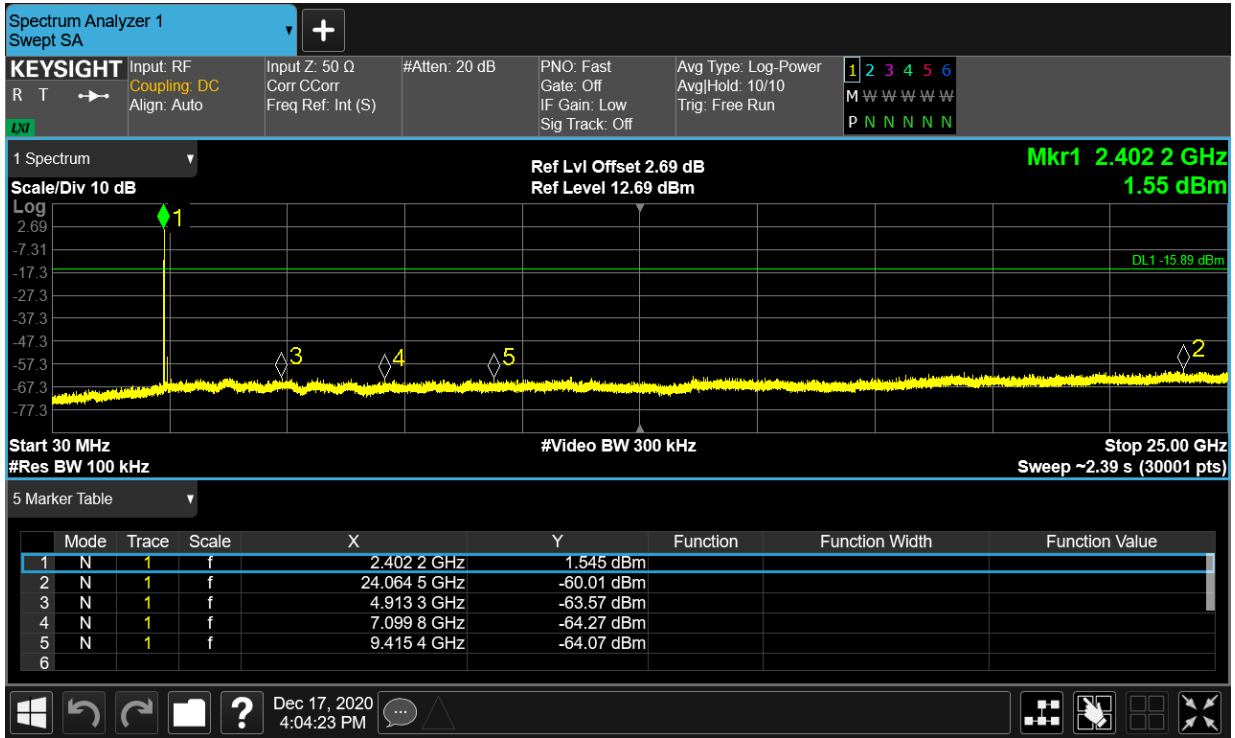 Spectrum Analyzer 1
Swept SA
KEYSIGHT
R T
LXI
Input: RF
Coupling: DC
Align: Auto
Input Z: 50 Ω
Corr CCorr
Freq Ref: Int (S)
#Atten: 20 dB
PNO: Fast
Gate: Off
IF Gain: Low
Sig Track: Off
Avg Type: Log-Power
Avg|Hold: 10/10
Trig: Free Run
1 2 3 4 5 6
M W W W W W
P N N N N N
1 Spectrum
Scale/Div 10 dB
Ref Lvl Offset 2.69 dB
Ref Level 12.69 dBm
Mkr1 2.402 2 GHz
1.55 dBm
Log
2.69
-7.31
-17.3
-27.3
-37.3
-47.3
-57.3
-67.3
-77.3
1
DL1 -15.89 dBm
3
4
5
2
Start 30 MHz
#Video BW 300 kHz
Stop 25.00 GHz
#Res BW 100 kHz
Sweep ~2.39 s (30001 pts)
5 Marker Table
Mode Trace Scale X Y Function Function Width Function Value
1 N 1 f 2.402 2 GHz 1.545 dBm
2 N 1 f 24.064 5 GHz -60.01 dBm
3 N 1 f 4.913 3 GHz -63.57 dBm
4 N 1 f 7.099 8 GHz -64.27 dBm
5 N 1 f 9.415 4 GHz -64.07 dBm
6
?
Dec 17, 2020
4:04:23 PM